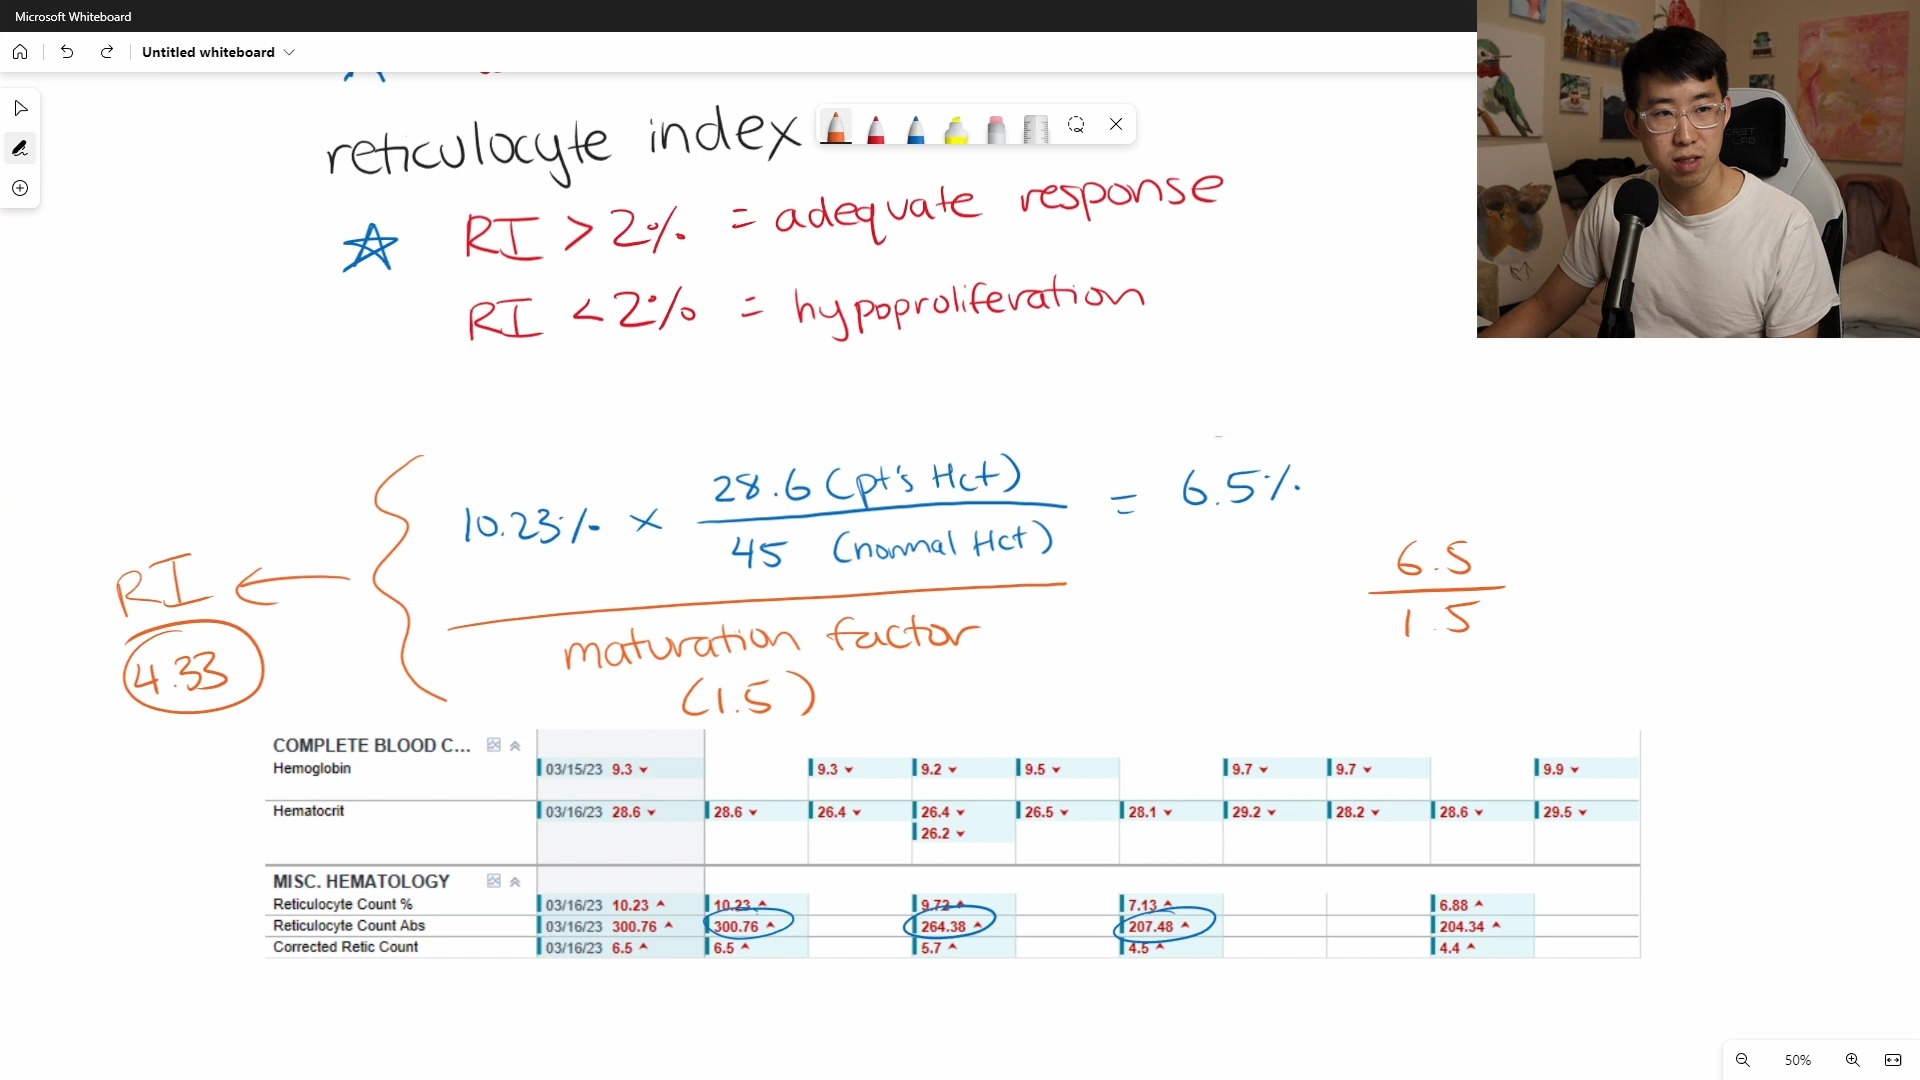 Microsoft Whiteboard
Untitled whiteboard
reticulocyte index
RI > 2% = adequate response
RI < 2% = hypoproliferation
10.23% × 28.6 (pt's Hct) = 6.5%
45 (normal Hct)
6.5
1.5
RI
maturation factor
4.33
(1.5)
COMPLETE BLOOD C...
Hemoglobin 03/15/23 9.3 9.3 9.2 9.5 9.7 9.7 9.9
Hematocrit 03/16/23 28.6 28.6 26.4 26.4 26.5 28.1 29.2 28.2 28.6 29.5
26.2
MISC. HEMATOLOGY
Reticulocyte Count % 03/16/23 10.23 10.23 9.72 7.13 6.88
Reticulocyte Count Abs 03/16/23 300.76 300.76 264.38 207.48 204.34
Corrected Retic Count 03/16/23 6.5 6.5 5.7 4.5 4.4
50%